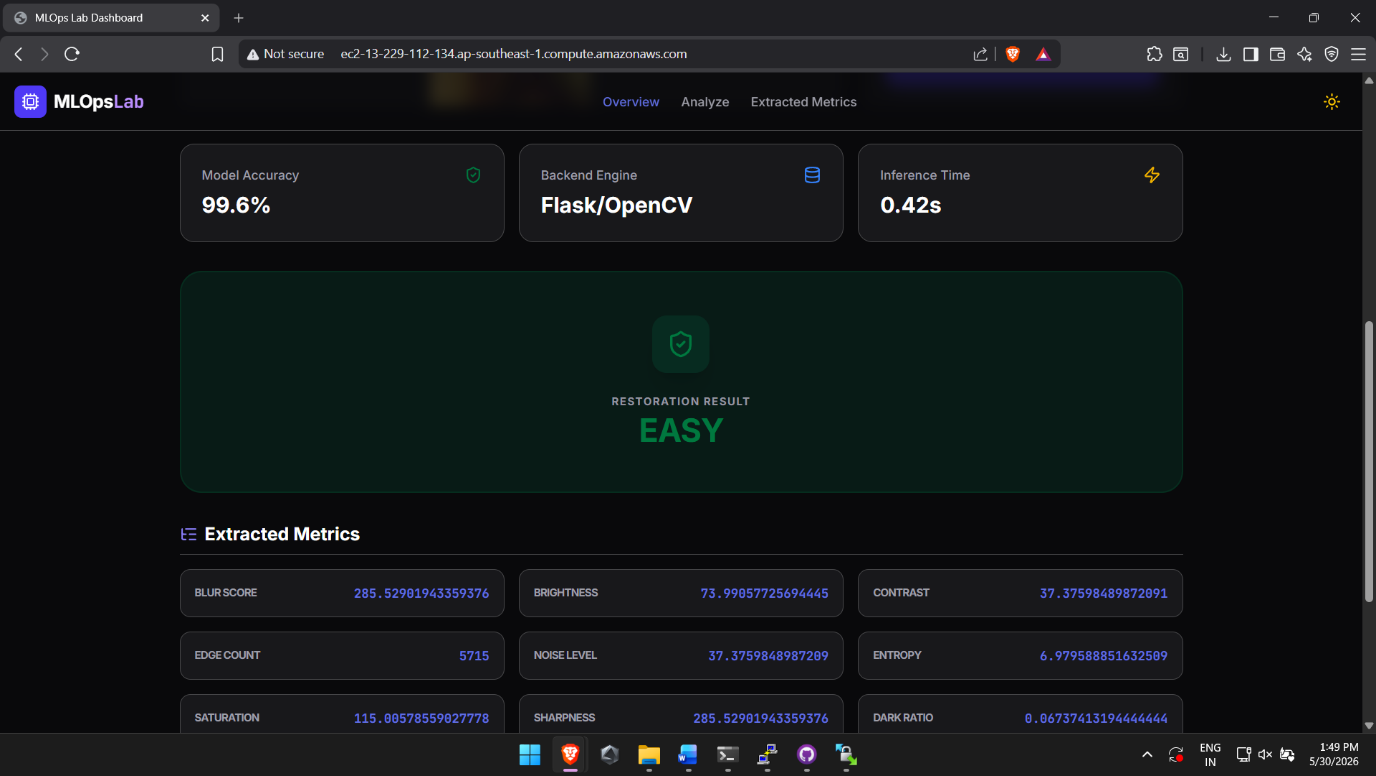 MLOps Lab Dashboard
Not secure ec2-13-229-112-134.ap-southeast-1.compute.amazonaws.com
MLOpsLab Overview Analyze Extracted Metrics
Model Accuracy
99.6%
Backend Engine
Flask/OpenCV
Inference Time
0.42s
RESTORATION RESULT
EASY
Extracted Metrics
BLUR SCORE 285.52901943359376
BRIGHTNESS 73.99057725694445
CONTRAST 37.37598489872091
EDGE COUNT 5715
NOISE LEVEL 37.3759848987209
ENTROPY 6.979588851632509
SATURATION 115.00578559027778
SHARPNESS 285.52901943359376
DARK RATIO 0.06737413194444444
ENG
IN
1:49 PM
5/30/2026